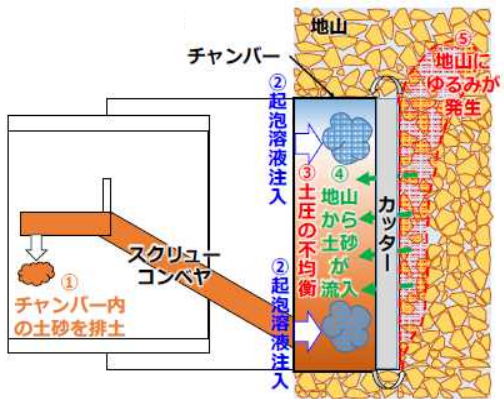 地山
チャンバー
⑤
地山に
ゆるみが
発生
②起泡溶液注入
③土圧の不均衡
④地山から土砂が流入
カッター
スクリュー
コンベヤ
①
チャンバー内
の土砂を排土
②起泡溶液注入